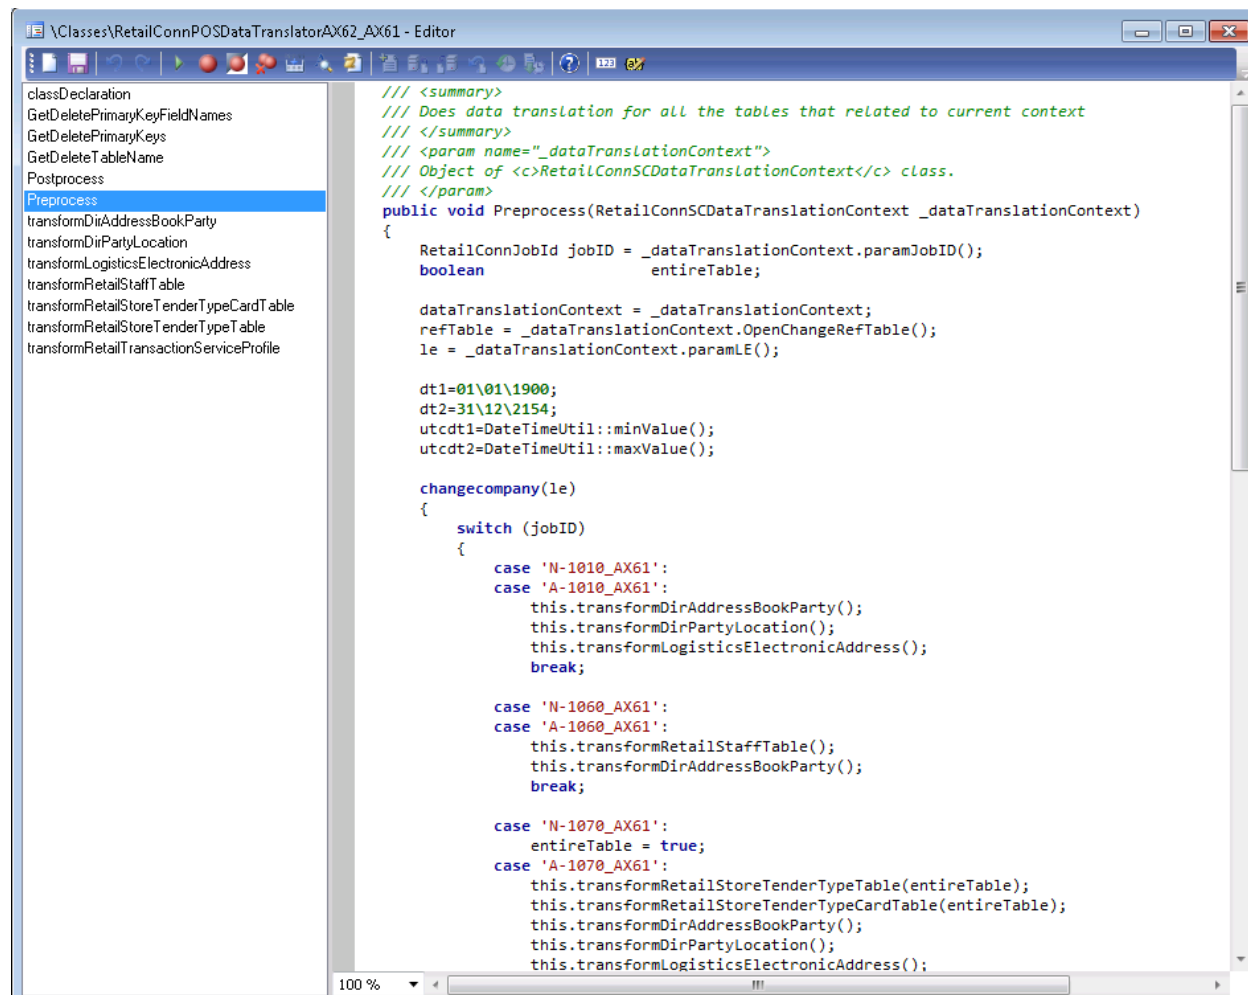 \Classes\RetailConnPOSDataTranslatorAX62_AX61 - Editor
classDeclaration
GetDeletePrimaryKeyFieldNames
GetDeletePrimaryKeys
GetDeleteTableName
Postprocess
Preprocess
transformDirAddressBookParty
transformDirPartyLocation
transformLogisticsElectronicAddress
transformRetailStaffTable
transformRetailStoreTenderTypeCardTable
transformRetailStoreTenderTypeTable
transformRetailTransactionServiceProfile
/// <summary>
/// Does data translation for all the tables that related to current context
/// </summary>
/// <param name="_dataTranslationContext">
/// Object of <c>RetailConnSCDataTranslationContext</c> class.
/// </param>
public void Preprocess(RetailConnSCDataTranslationContext _dataTranslationContext)
{
    RetailConnJobId jobID = _dataTranslationContext.paramJobID();
    boolean                  entireTable;

    dataTranslationContext = _dataTranslationContext;
    refTable = _dataTranslationContext.OpenChangeRefTable();
    le = _dataTranslationContext.paramLE();

    dt1=01\01\1900;
    dt2=31\12\2154;
    utcdt1=DateTimeUtil::minValue();
    utcdt2=DateTimeUtil::maxValue();

    changecompany(le)
    {
        switch (jobID)
        {
            case 'N-1010_AX61':
            case 'A-1010_AX61':
                this.transformDirAddressBookParty();
                this.transformDirPartyLocation();
                this.transformLogisticsElectronicAddress();
                break;

            case 'N-1060_AX61':
            case 'A-1060_AX61':
                this.transformRetailStaffTable();
                this.transformDirAddressBookParty();
                break;

            case 'N-1070_AX61':
                entireTable = true;
            case 'A-1070_AX61':
                this.transformRetailStoreTenderTypeTable(entireTable);
                this.transformRetailStoreTenderTypeCardTable(entireTable);
                this.transformDirAddressBookParty();
                this.transformDirPartyLocation();
                this.transformLogisticsElectronicAddress();
100 %